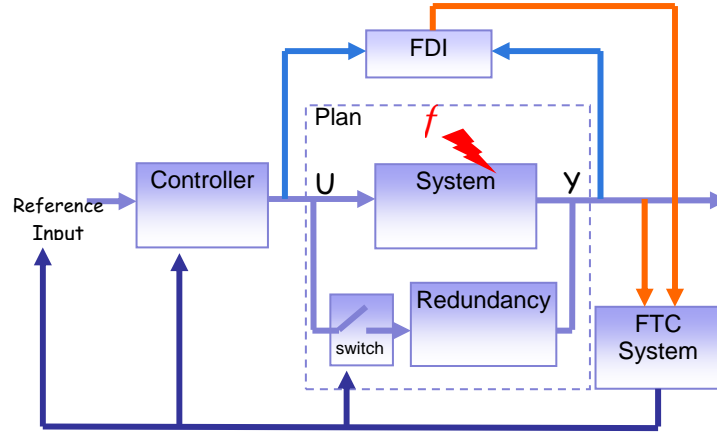 FDI
Plan
f
Controller
U
System
Y
Reference
Input
Redundancy
switch
FTC
System